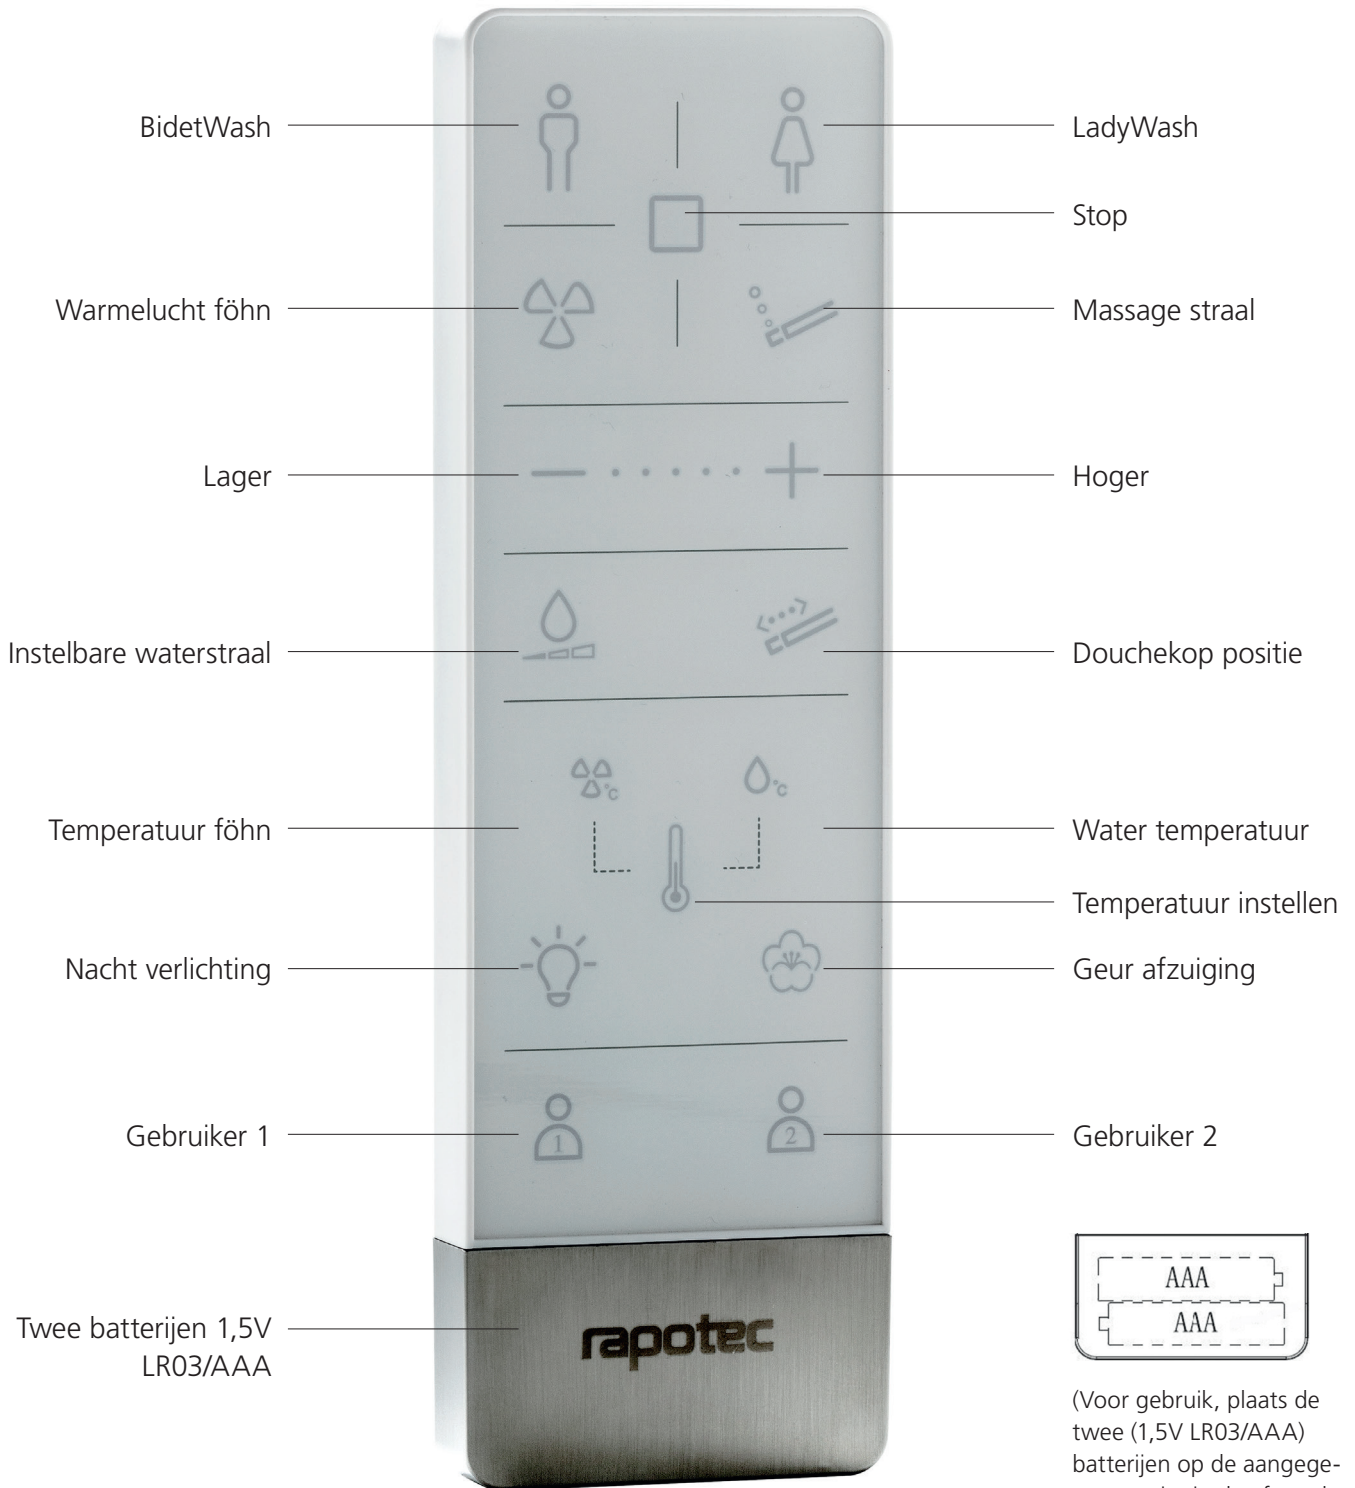 BidetWash
LadyWash
Stop
Warmelucht föhn
Massage straal
Lager
Hoger
Instelbare waterstraal
Douchekop positie
°C
°C
Temperatuur föhn
Water temperatuur
Temperatuur instellen
Nacht verlichting
Geur afzuiging
1
2
Gebruiker 1
Gebruiker 2
AAA
AAA
Twee batterijen 1,5V
LR03/AAA
rapotec
(Voor gebruik, plaats de
twee (1,5V LR03/AAA)
batterijen op de aangege-